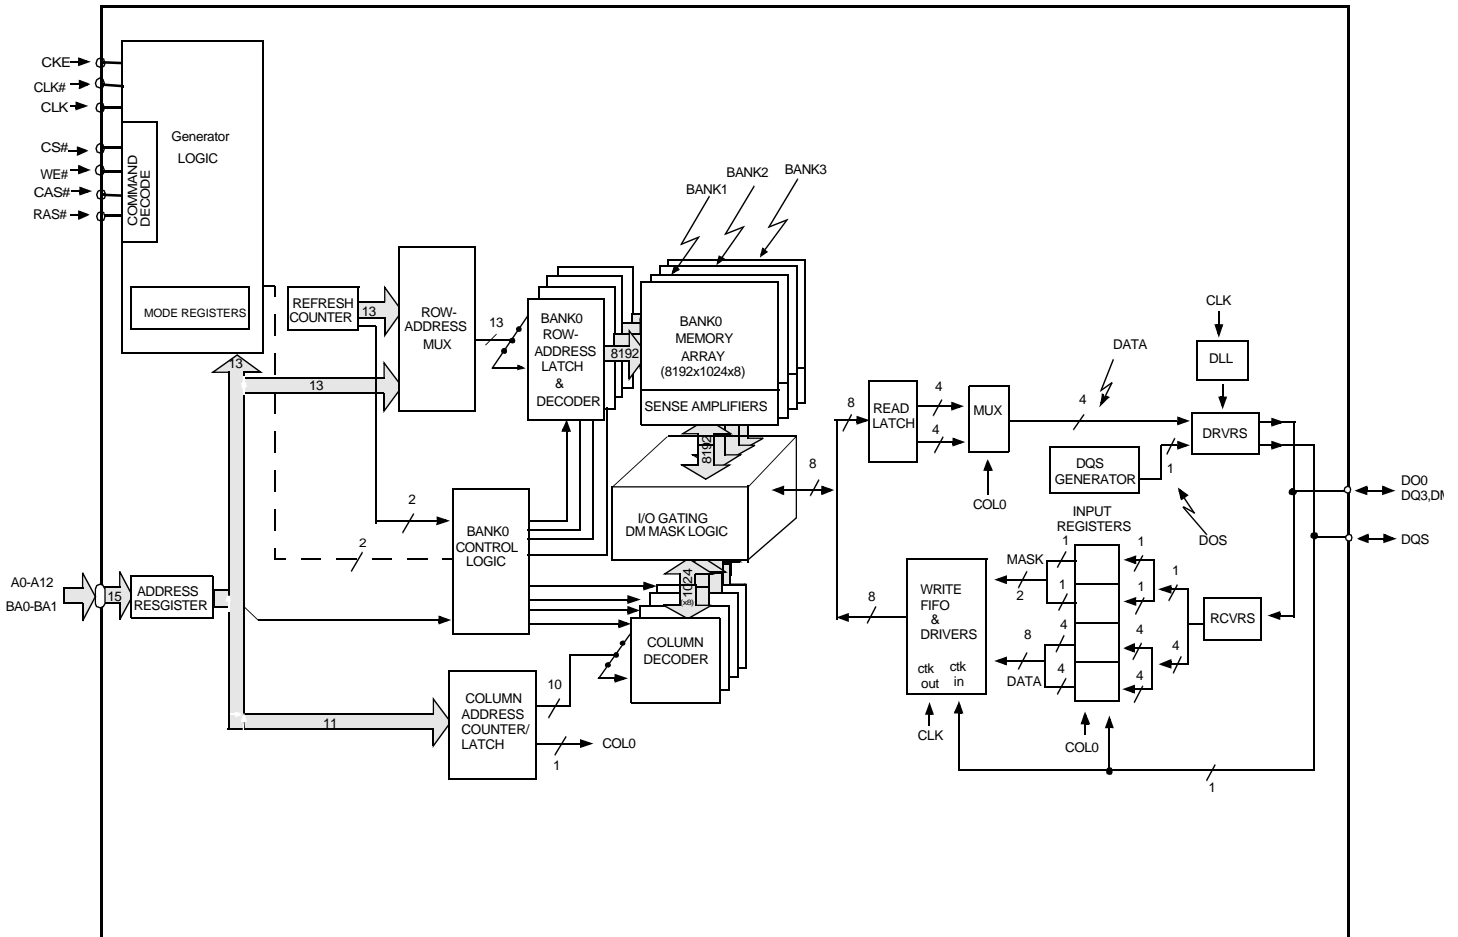 CKE
CLK#
CLK
CS#
WE#
CAS#
RAS#
COMMAND
DECODE
Generator
LOGIC
MODE REGISTERS
REFRESH
COUNTER
13
13
13
ROW-
ADDRESS
MUX
13
BANK0
ROW-
ADDRESS
LATCH
&
DECODER
8192
BANK1
BANK2
BANK3
BANK0
MEMORY
ARRAY
(8192x1024x8)
SENSE AMPLIFIERS
8192
I/O GATING
DM MASK LOGIC
1024
(x8)
COLUMN
DECODER
2
2
BANK0
CONTROL
LOGIC
A0-A12
BA0-BA1
15
ADDRESS
RESGISTER
11
COLUMN
ADDRESS
COUNTER/
LATCH
10
1
COL0
8
8
READ
LATCH
4
4
MUX
COL0
4
DATA
CLK
DLL
DRVRS
DQS
GENERATOR
1
DOS
DO0
DQ3,DM
DQS
INPUT
REGISTERS
MASK
2
1
1
1
1
1
RCVRS
8
DATA
4
4
4
4
4
8
WRITE
FIFO
&
DRIVERS
ctk
out
ctk
in
CLK
COL0
1